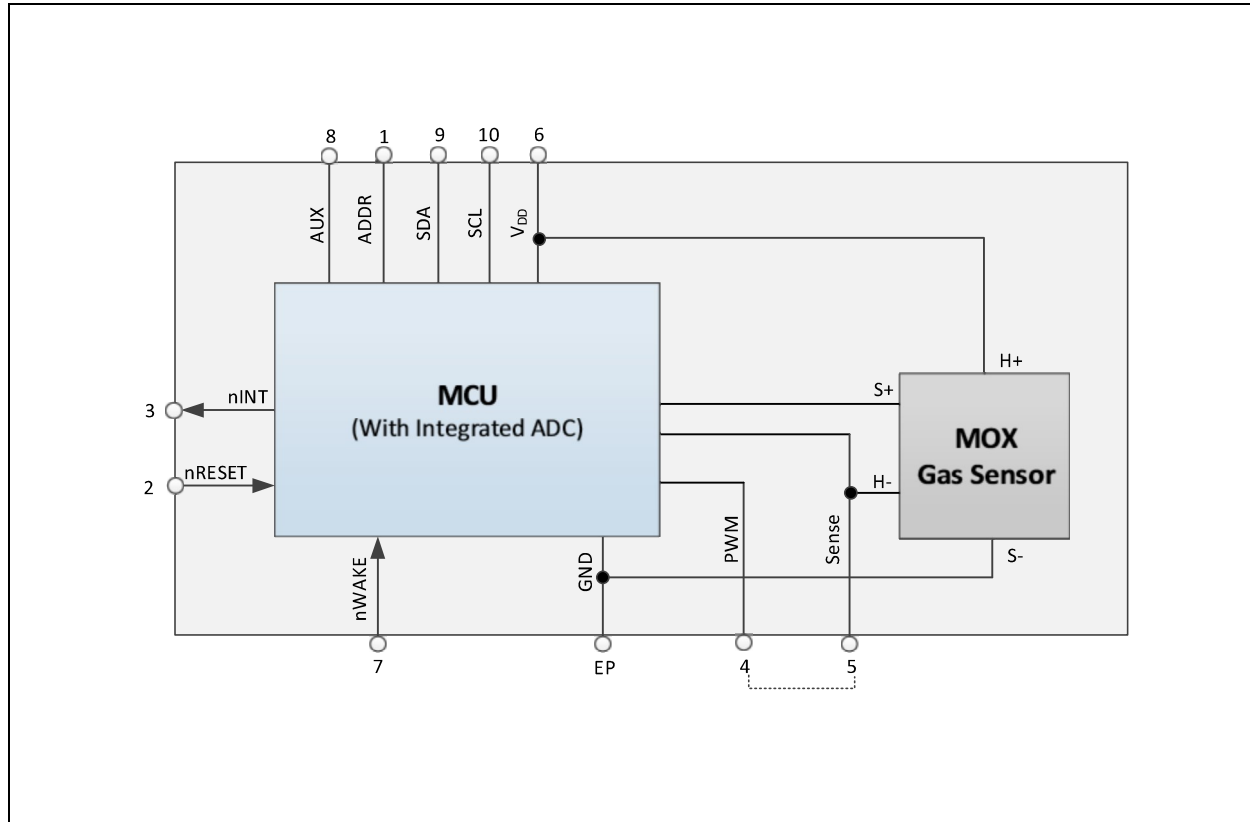 8 1 9 10 6
AUX ADDR SDA SCL VDD
H+
nINT
3
S+
MCU
(With Integrated ADC)
MOX
Gas Sensor
nRESET
2
H-
PWM
Sense
S-
nWAKE
GND
7 EP 4 5